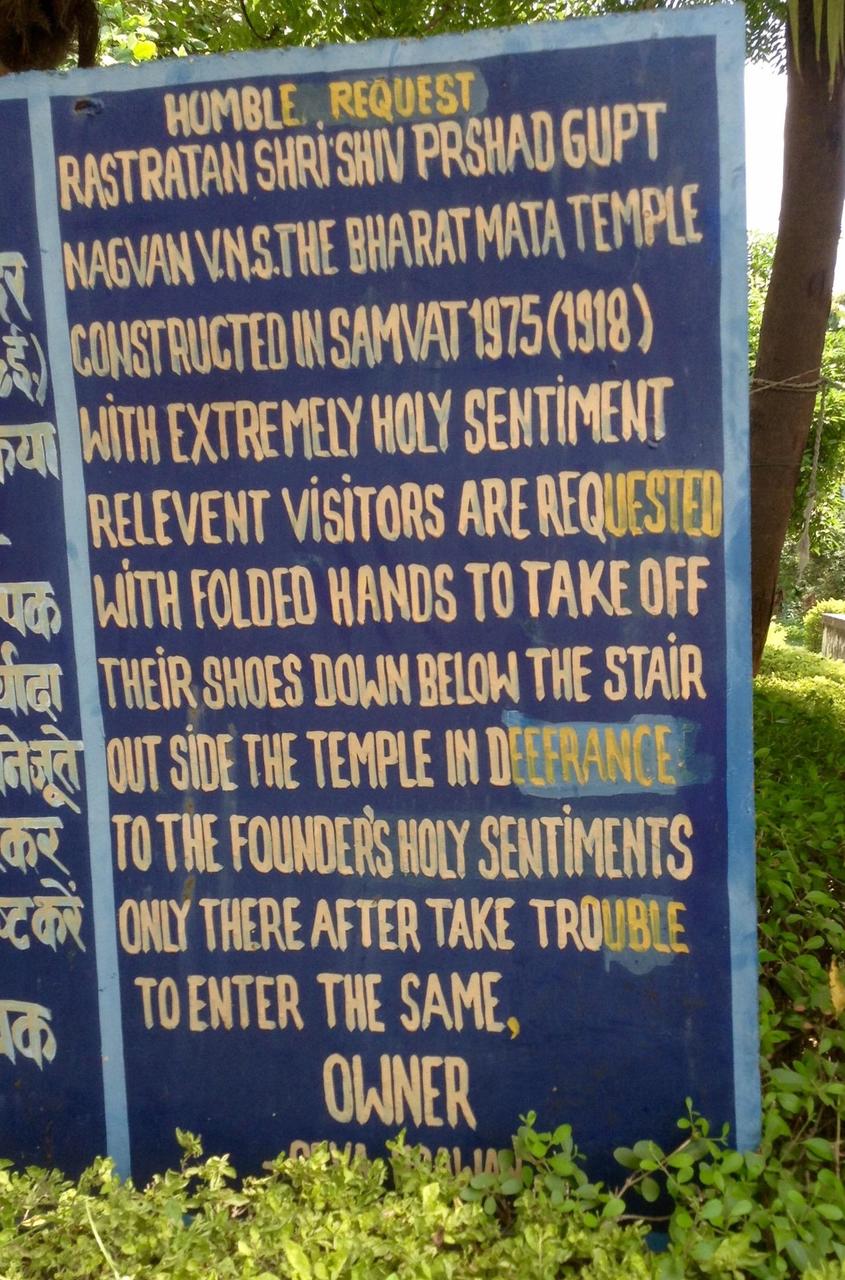 HUMBLE REQUEST
RASTRATAN SHRI SHIV PRSHAD GUPT
NAGVAN V.N.S. THE BHARAT MATA TEMPLE
CONSTRUCTED IN SAMVAT 1975 (1918)
WITH EXTREMELY HOLY SENTIMENT
RELEVENT VISITORS ARE REQUESTED
WITH FOLDED HANDS TO TAKE OFF
THEIR SHOES DOWN BELOW THE STAIR
OUT SIDE THE TEMPLE IN DEEFRANCE
TO THE FOUNDER'S HOLY SENTIMENTS
ONLY THERE AFTER TAKE TROUBLE
TO ENTER THE SAME,
OWNER